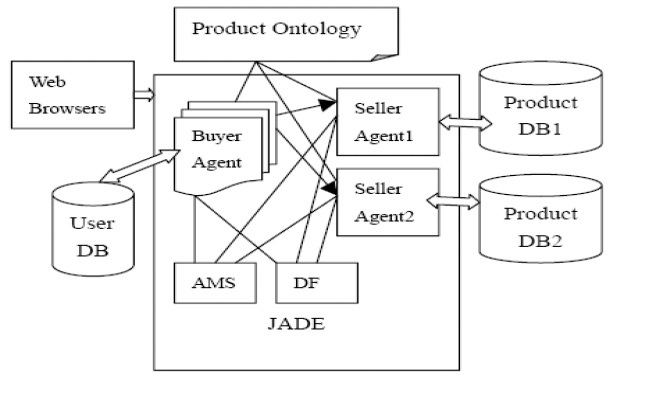 Product Ontology
Web
Browsers
Buyer
Agent
Seller
Agent1
Product
DB1
Seller
Agent2
Product
DB2
User
DB
AMS
DF
JADE